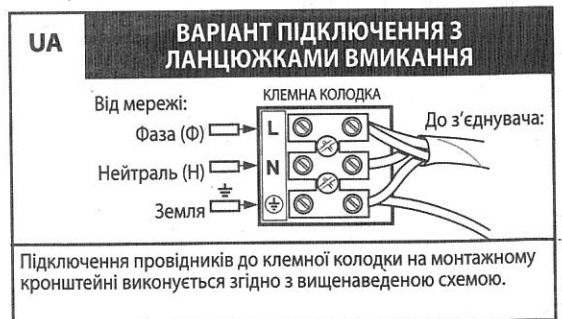 UA
ВАРІАНТ ПІДКЛЮЧЕННЯ З
ЛАНЦЮЖКАМИ ВМИКАННЯ
Від мережі:
КЛЕМНА КОЛОДКА
Фаза (Ф)
L
До з’єднувача:
Нейтраль (Н)
N
Земля
Підключення провідників до клемної колодки на монтажному
кронштейні виконується згідно з вищенаведеною схемою.